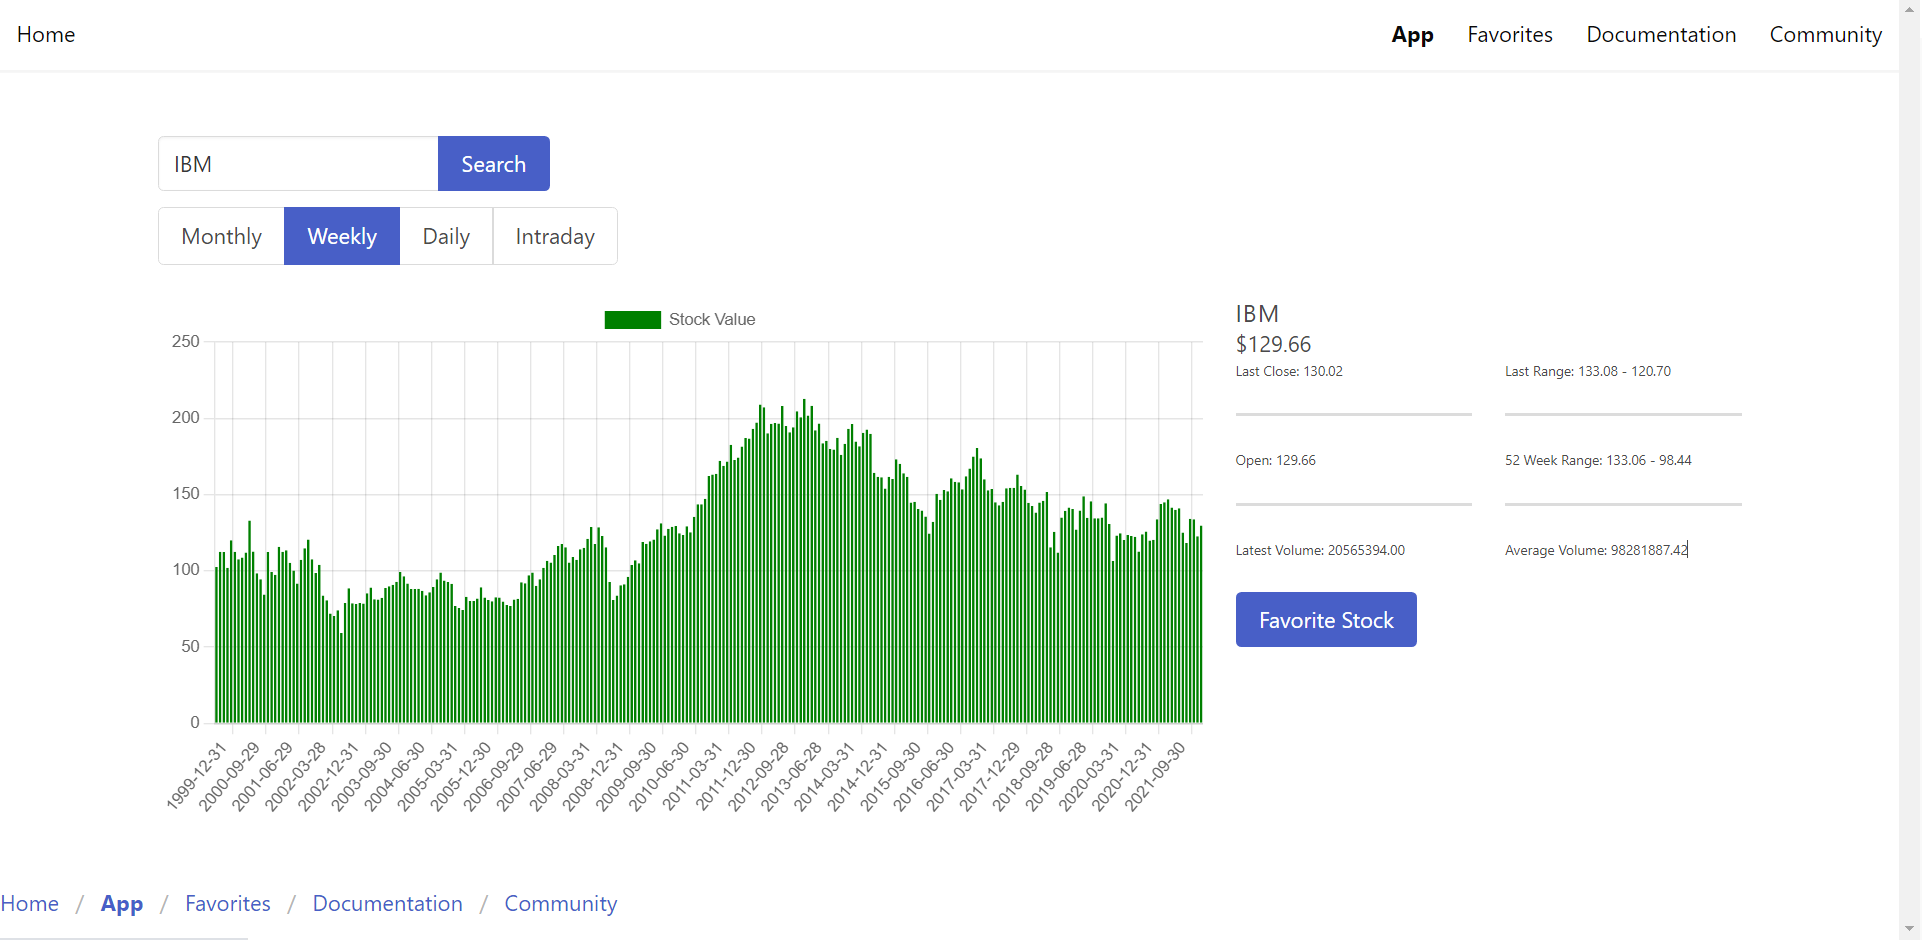 Home App Favorites Documentation Community
IBM Search
Monthly Weekly Daily Intraday
Stock Value
250
200
150
100
50
0
1999-12-31 2000-09-29 2001-06-29 2002-03-28 2002-12-31 2003-09-30 2004-06-30 2005-03-31 2005-12-30 2006-09-29 2007-06-29 2008-03-31 2008-12-31 2009-09-30 2010-06-30 2011-03-31 2011-12-30 2012-09-28 2013-06-28 2014-03-31 2014-12-31 2015-09-30 2016-06-30 2017-03-31 2017-12-29 2018-09-28 2019-06-28 2020-03-31 2020-12-31 2021-09-30
IBM
$129.66
Last Close: 130.02 Last Range: 133.08 - 120.70
Open: 129.66 52 Week Range: 133.06 - 98.44
Latest Volume: 20565394.00 Average Volume: 98281887.42
Favorite Stock
Home / App / Favorites / Documentation / Community